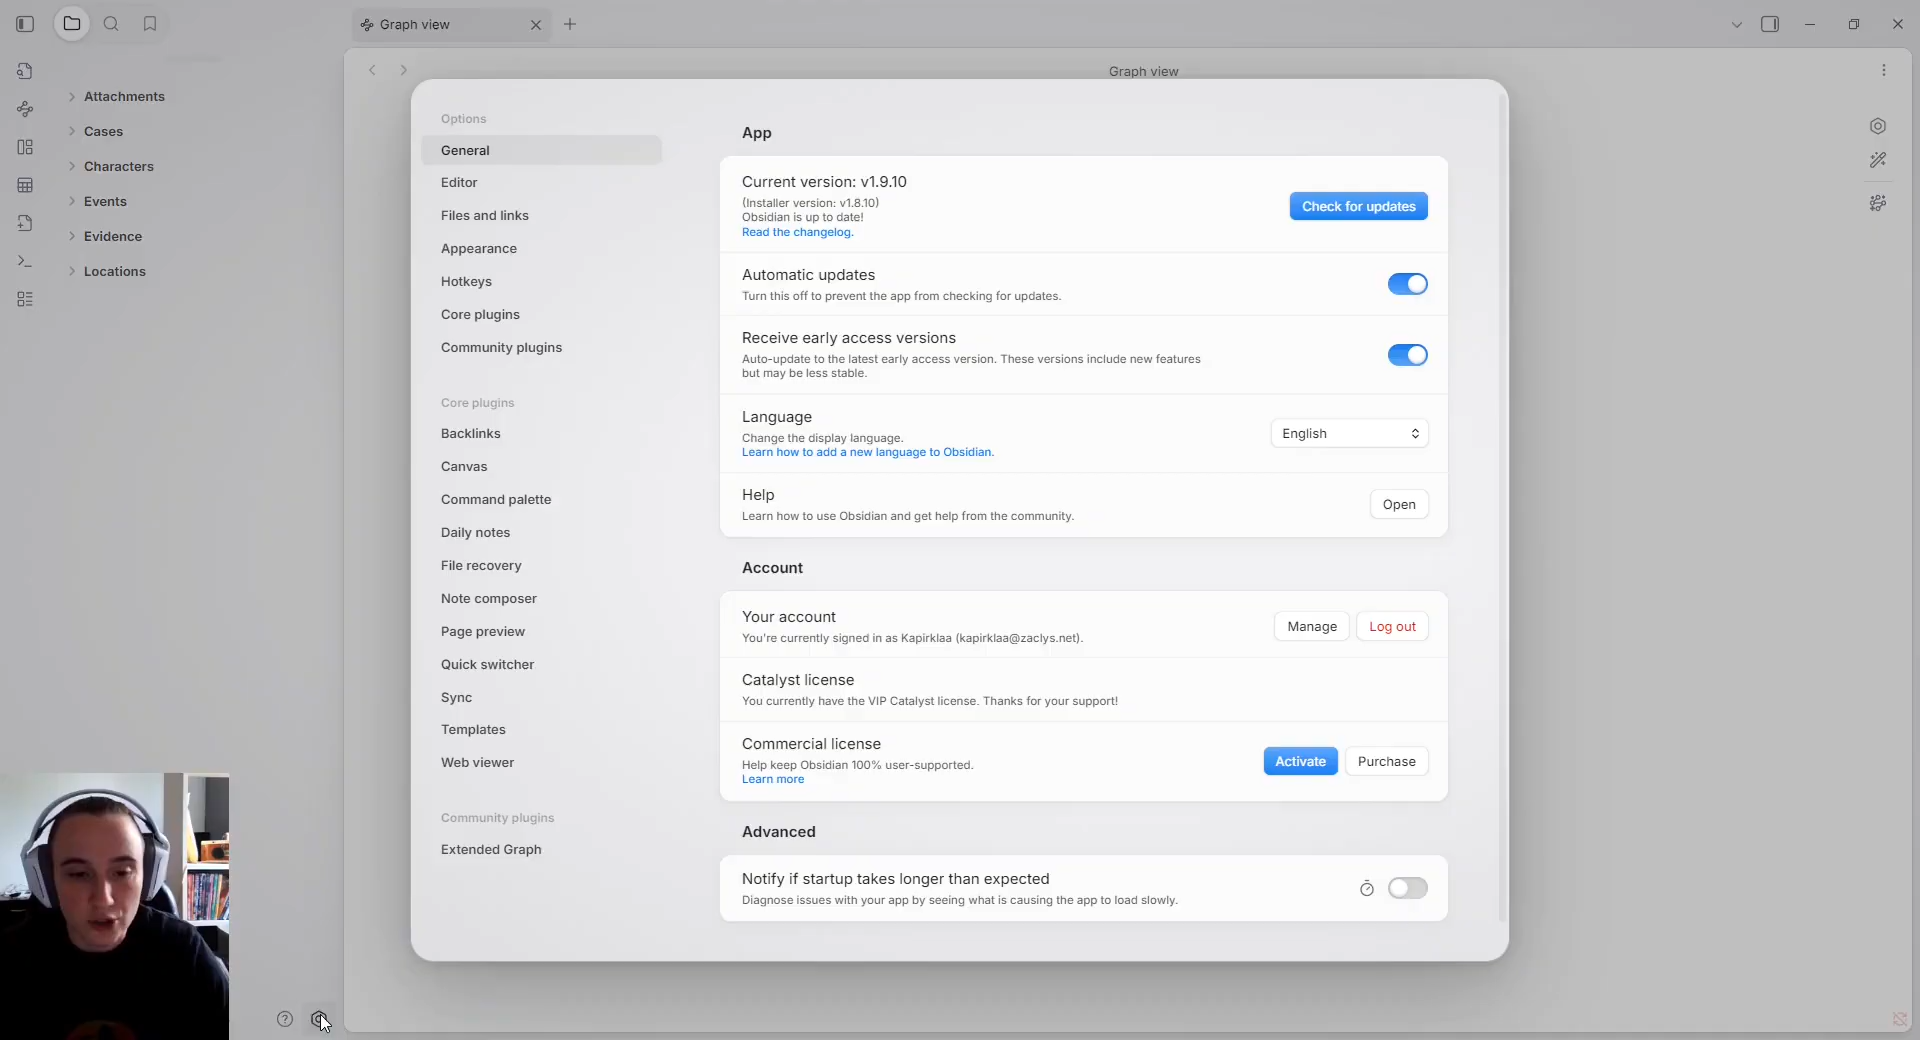 Graph view
Graph view
Attachments
Cases
Characters
Events
Evidence
Locations
Options
General
Editor
Files and links
Appearance
Hotkeys
Core plugins
Community plugins
Core plugins
Backlinks
Canvas
Command palette
Daily notes
File recovery
Note composer
Page preview
Quick switcher
Sync
Templates
Web viewer
Community plugins
Extended Graph
App
Current version: v1.9.10
(Installer version: v1.8.10)
Obsidian is up to date!
Read the changelog.
Check for updates
Automatic updates
Turn this off to prevent the app from checking for updates.
Receive early access versions
Auto-update to the latest early access version. These versions include new features
but may be less stable.
Language
Change the display language.
Learn how to add a new language to Obsidian.
English
Help
Learn how to use Obsidian and get help from the community.
Open
Account
Your account
You're currently signed in as Kapirklaa (kapirklaa@zaclys.net).
Manage
Log out
Catalyst license
You currently have the VIP Catalyst license. Thanks for your support!
Commercial license
Help keep Obsidian 100% user-supported.
Learn more
Activate
Purchase
Advanced
Notify if startup takes longer than expected
Diagnose issues with your app by seeing what is causing the app to load slowly.